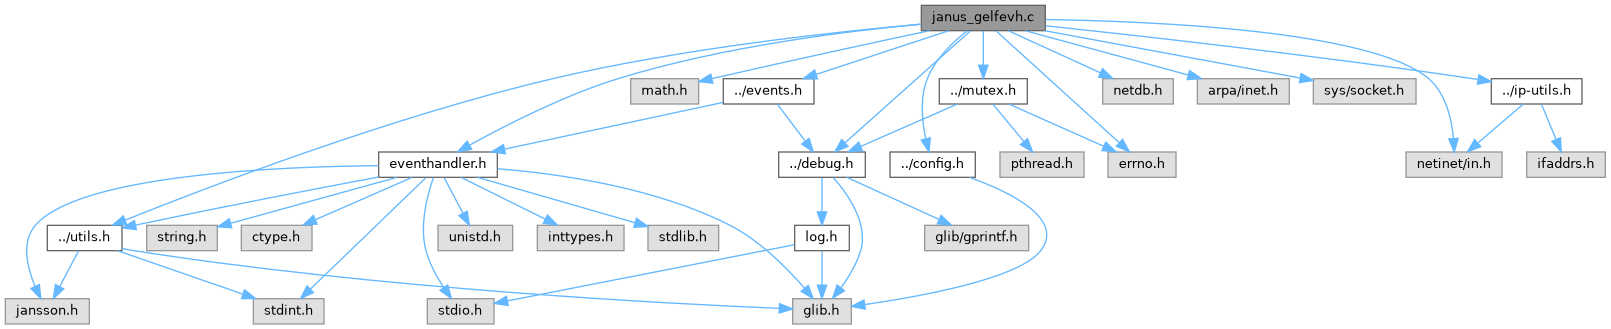 janus_gelfevh.c
math.h
../events.h
../mutex.h
netdb.h
arpa/inet.h
sys/socket.h
../ip-utils.h
eventhandler.h
../debug.h
../config.h
pthread.h
errno.h
netinet/in.h
ifaddrs.h
../utils.h
string.h
ctype.h
unistd.h
inttypes.h
stdlib.h
log.h
glib/gprintf.h
jansson.h
stdint.h
stdio.h
glib.h